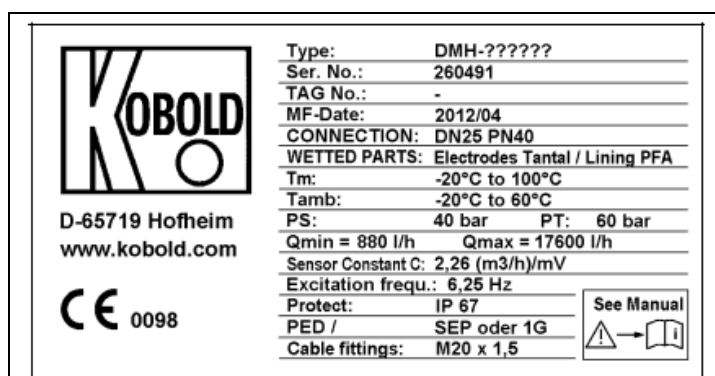 KOBOLD
D-65719 Hofheim
www.kobold.com
CE 0098
Type: DMH-??????
Ser. No.: 260491
TAG No.: -
MF-Date: 2012/04
CONNECTION: DN25 PN40
WETTED PARTS: Electrodes Tantal / Lining PFA
Tm: -20°C to 100°C
Tamb: -20°C to 60°C
PS: 40 bar PT: 60 bar
Qmin = 880 l/h Qmax = 17600 l/h
Sensor Constant C: 2,26 (m3/h)/mV
Excitation frequ.: 6,25 Hz
Protect: IP 67
PED / SEP oder 1G
Cable fittings: M20 x 1,5
See Manual
i